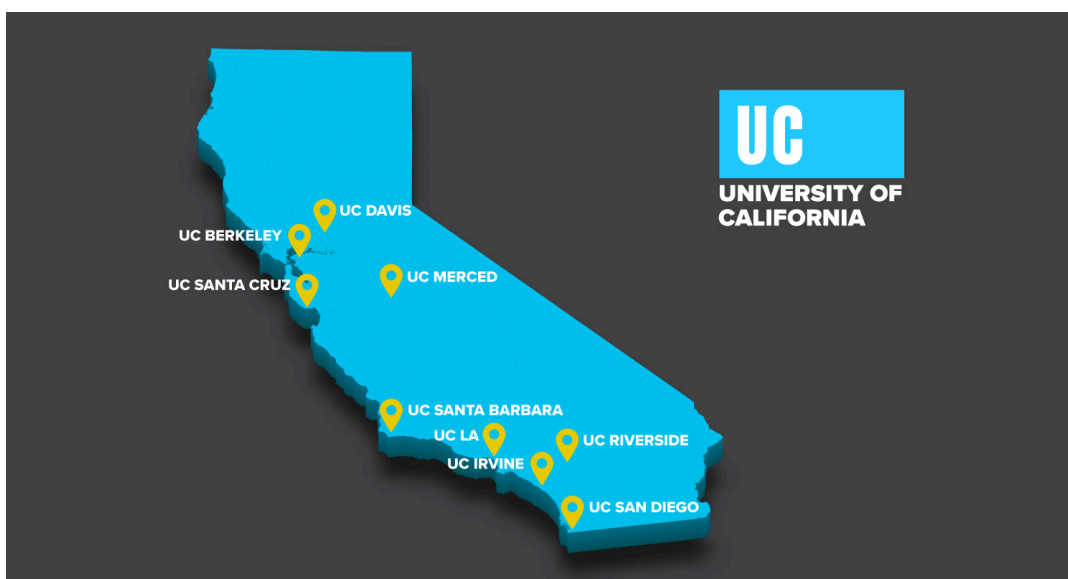 UC
UNIVERSITY OF
CALIFORNIA
UC DAVIS
UC BERKELEY
UC MERCED
UC SANTA CRUZ
UC SANTA BARBARA
UC LA
UC RIVERSIDE
UC IRVINE
UC SAN DIEGO